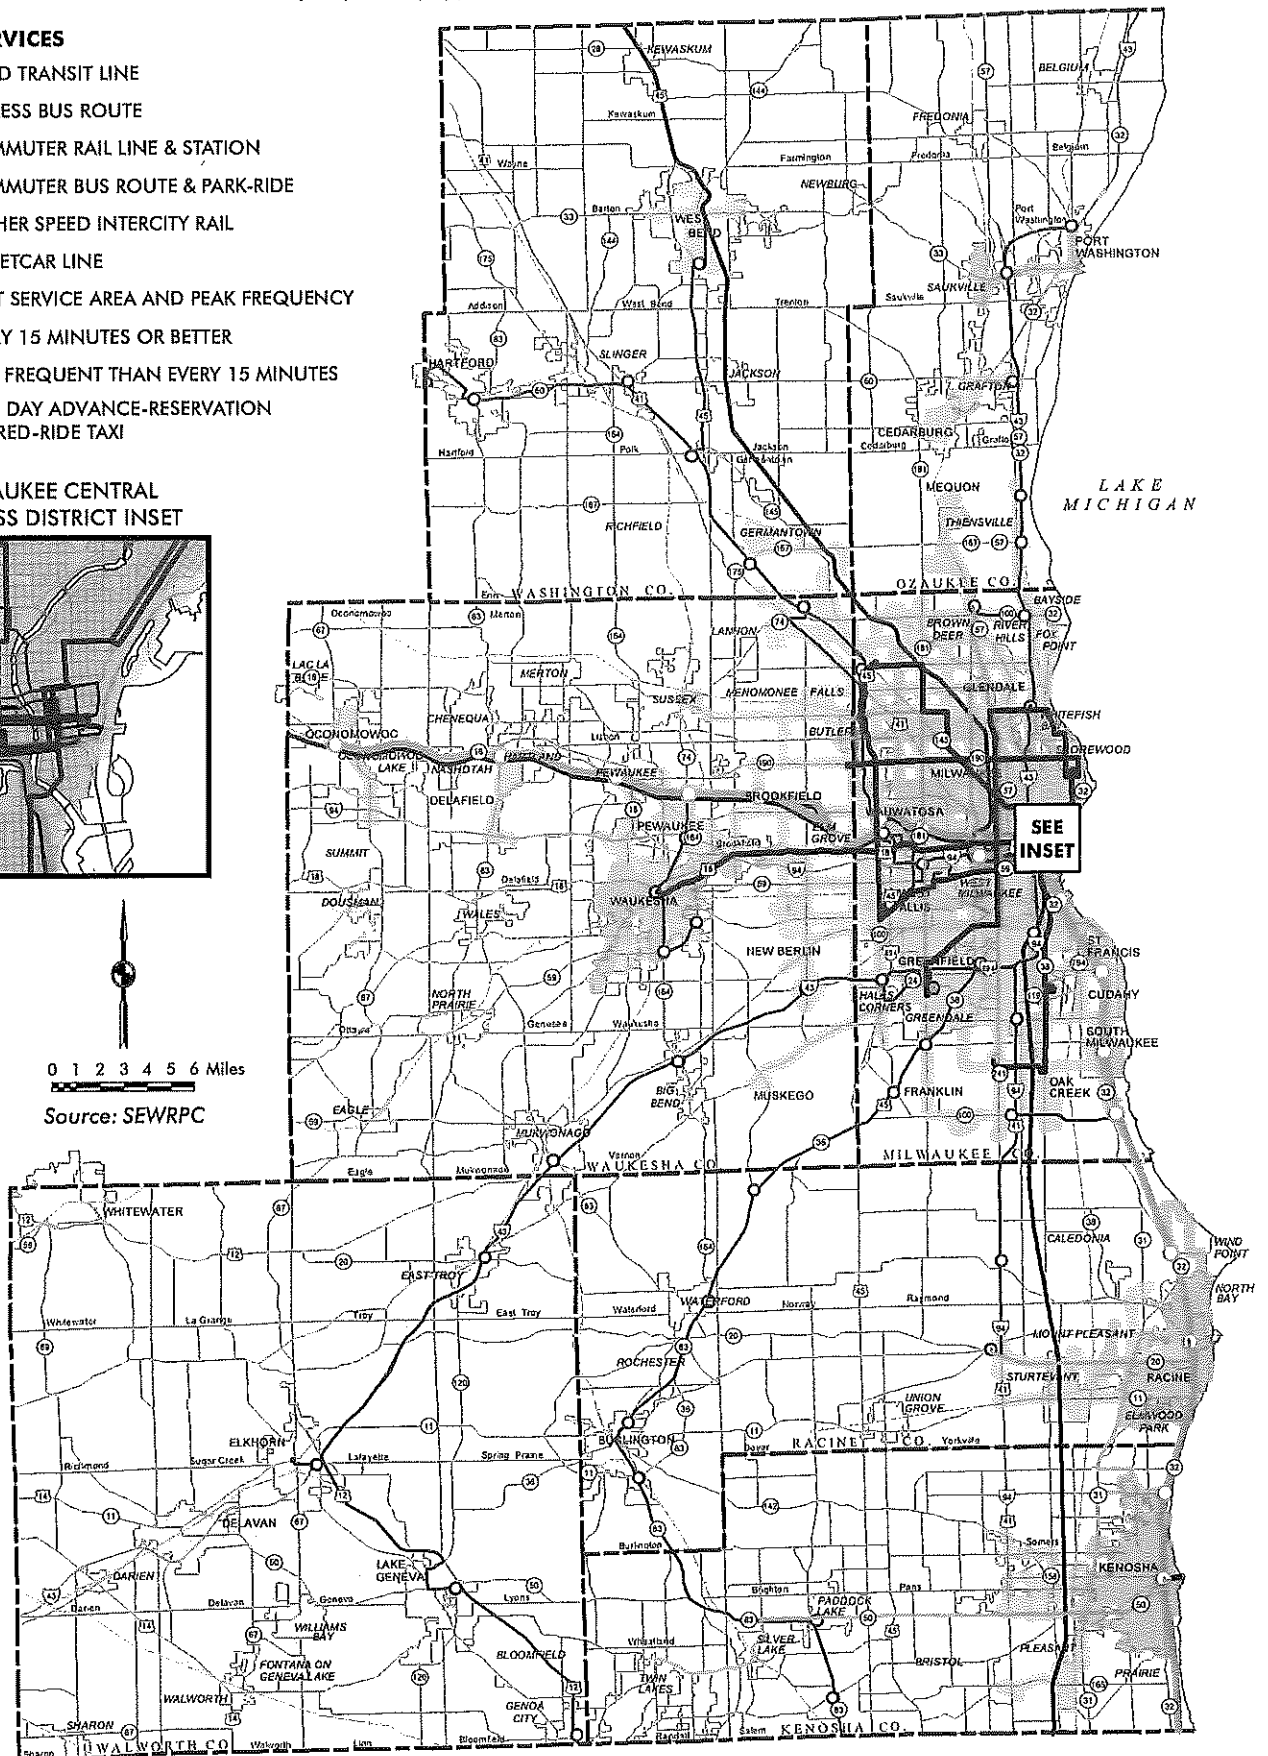 RVICES
D TRANSIT LINE
ESS BUS ROUTE
MMUTER RAIL LINE & STATION
MMUTER BUS ROUTE & PARK-RIDE
HER SPEED INTERCITY RAIL
ETCAR LINE
T SERVICE AREA AND PEAK FREQUENCY
Y 15 MINUTES OR BETTER
FREQUENT THAN EVERY 15 MINUTES
DAY ADVANCE-RESERVATION
RED-RIDE TAXI
AUKEE CENTRAL
SS DISTRICT INSET
0 1 2 3 4 5 6 Miles
Source: SEWRPC
KEWASKUM
Kewaskum
BELGIUM
FREDONIA
Fredonia
Belgium
Wayne
Farmington
NEWBURG
Barton
WEST
BEND
Port
Washington
PORT
WASHINGTON
SAUKVILLE
Saukville
Addison
West Bend
Trenton
HARTFORD
SLINGER
JACKSON
GRAFTON
CEDARBURG
Cedarburg
Grafton
Hartford
Polk
Jackson
Germantown
MEQUON
LAKE
MICHIGAN
RICHFIELD
GERMANTOWN
THIENSVILLE
Erin
WASHINGTON CO.
OZAUKEE CO.
Oconomowoc
Merton
LANNON
BAYSIDE
BROWN
DEER
RIVER
HILLS
FOX
POINT
LAC LA
MERTON
SUSSEX
MENOMONEE FALLS
GLENDALE
CHENEQUA
Lisbon
BUTLER
SHOREWOOD
OCONOMOWOC
OCONOMOWOC
LAKE
NASHOTAH
HARTLAND
PEWAUKEE
DELAFIELD
BROOKFIELD
WAUWATOSA
ELM
GROVE
SEE
INSET
PEWAUKEE
Brookfield
SUMMIT
Delafield
DOUSMAN
WALES
WAUKESHA
WEST
MILWAUKEE
NEW BERLIN
GREENFIELD
ST
FRANCIS
CUDAHY
NORTH
PRAIRIE
HALES
CORNERS
GREENDALE
Ottawa
Genesee
Waukesha
SOUTH
MILWAUKEE
BIG
BEND
MUSKEGO
FRANKLIN
OAK
CREEK
EAGLE
MUKWONAGO
Eagle
Mukwonago
Vernon
WAUKESHA CO.
MILWAUKEE CO.
WHITEWATER
CALEDONIA
WIND
POINT
NORTH
BAY
EAST TROY
Whitewater
La Grange
Troy
East Troy
Waterford
WATERFORD
Norway
Raymond
MOUNT PLEASANT
ROCHESTER
STURTEVANT
RACINE
UNION
GROVE
ELMWOOD
PARK
ELKHORN
BURLINGTON
Dover
RACINE CO.
Yorkville
Richmond
Sugar Creek
Lafayette
Spring Prairie
DELAVAN
Burlington
Somers
LAKE
GENEVA
KENOSHA
DARIEN
Darien
Delavan
Geneva
Lyons
Brighton
Paris
PADDOCK
LAKE
WILLIAMS
BAY
Wheatland
SILVER
LAKE
PLEASANT
PRAIRIE
BLOOMFIELD
BRISTOL
FONTANA ON
GENEVA LAKE
TWIN
LAKES
WALWORTH
GENOA
CITY
SHARON
Sharon
WALWORTH CO.
Walworth
Linn
Bloomfield
Randall
Salem
KENOSHA CO.